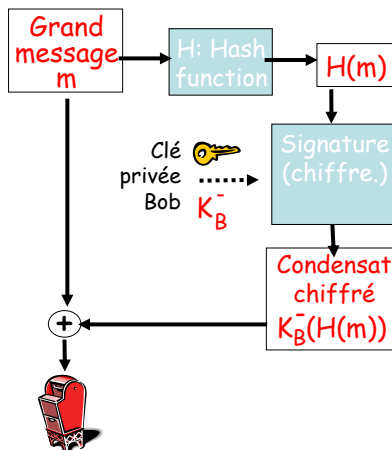 Grand
message
m
H: Hash
function
H(m)
Signature
(chiffre.)
Clé
privée
Bob
K_B^-
Condensat
chiffré
K_B^-(H(m))
+